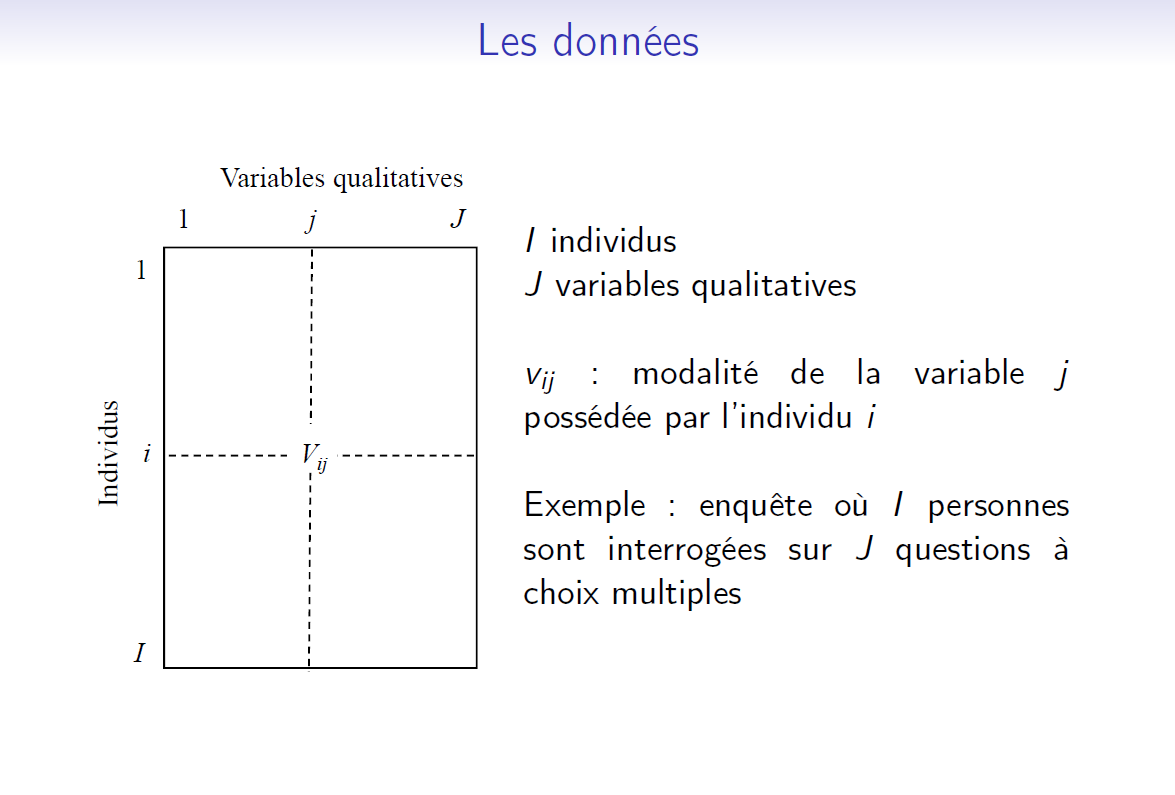 Les données
Variables qualitatives
1 j J
1
Individus
i
V_ij
I
I individus
J variables qualitatives
v_ij : modalité de la variable j
possédée par l'individu i
Exemple : enquête où I personnes
sont interrogées sur J questions à
choix multiples